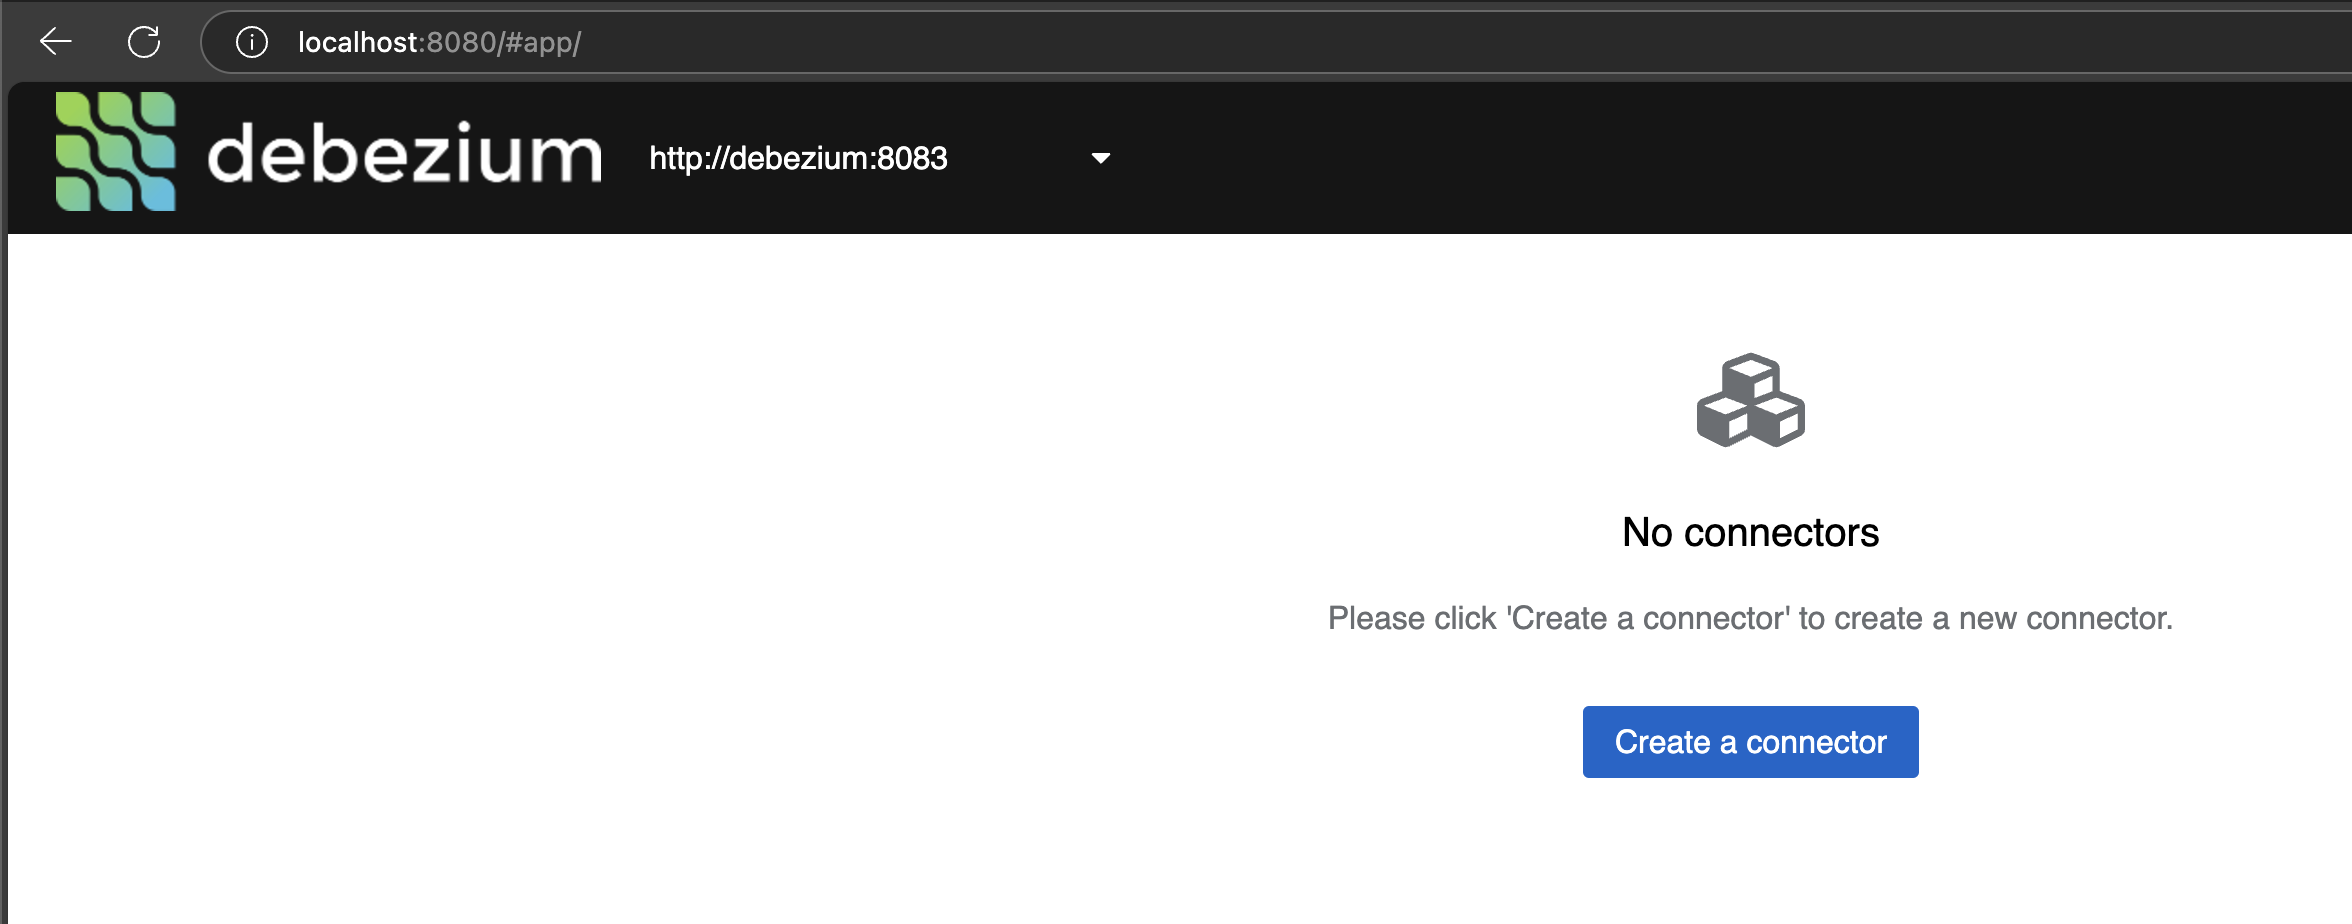 localhost:8080/#app/
debezium http://debezium:8083
No connectors
Please click 'Create a connector' to create a new connector.
Create a connector